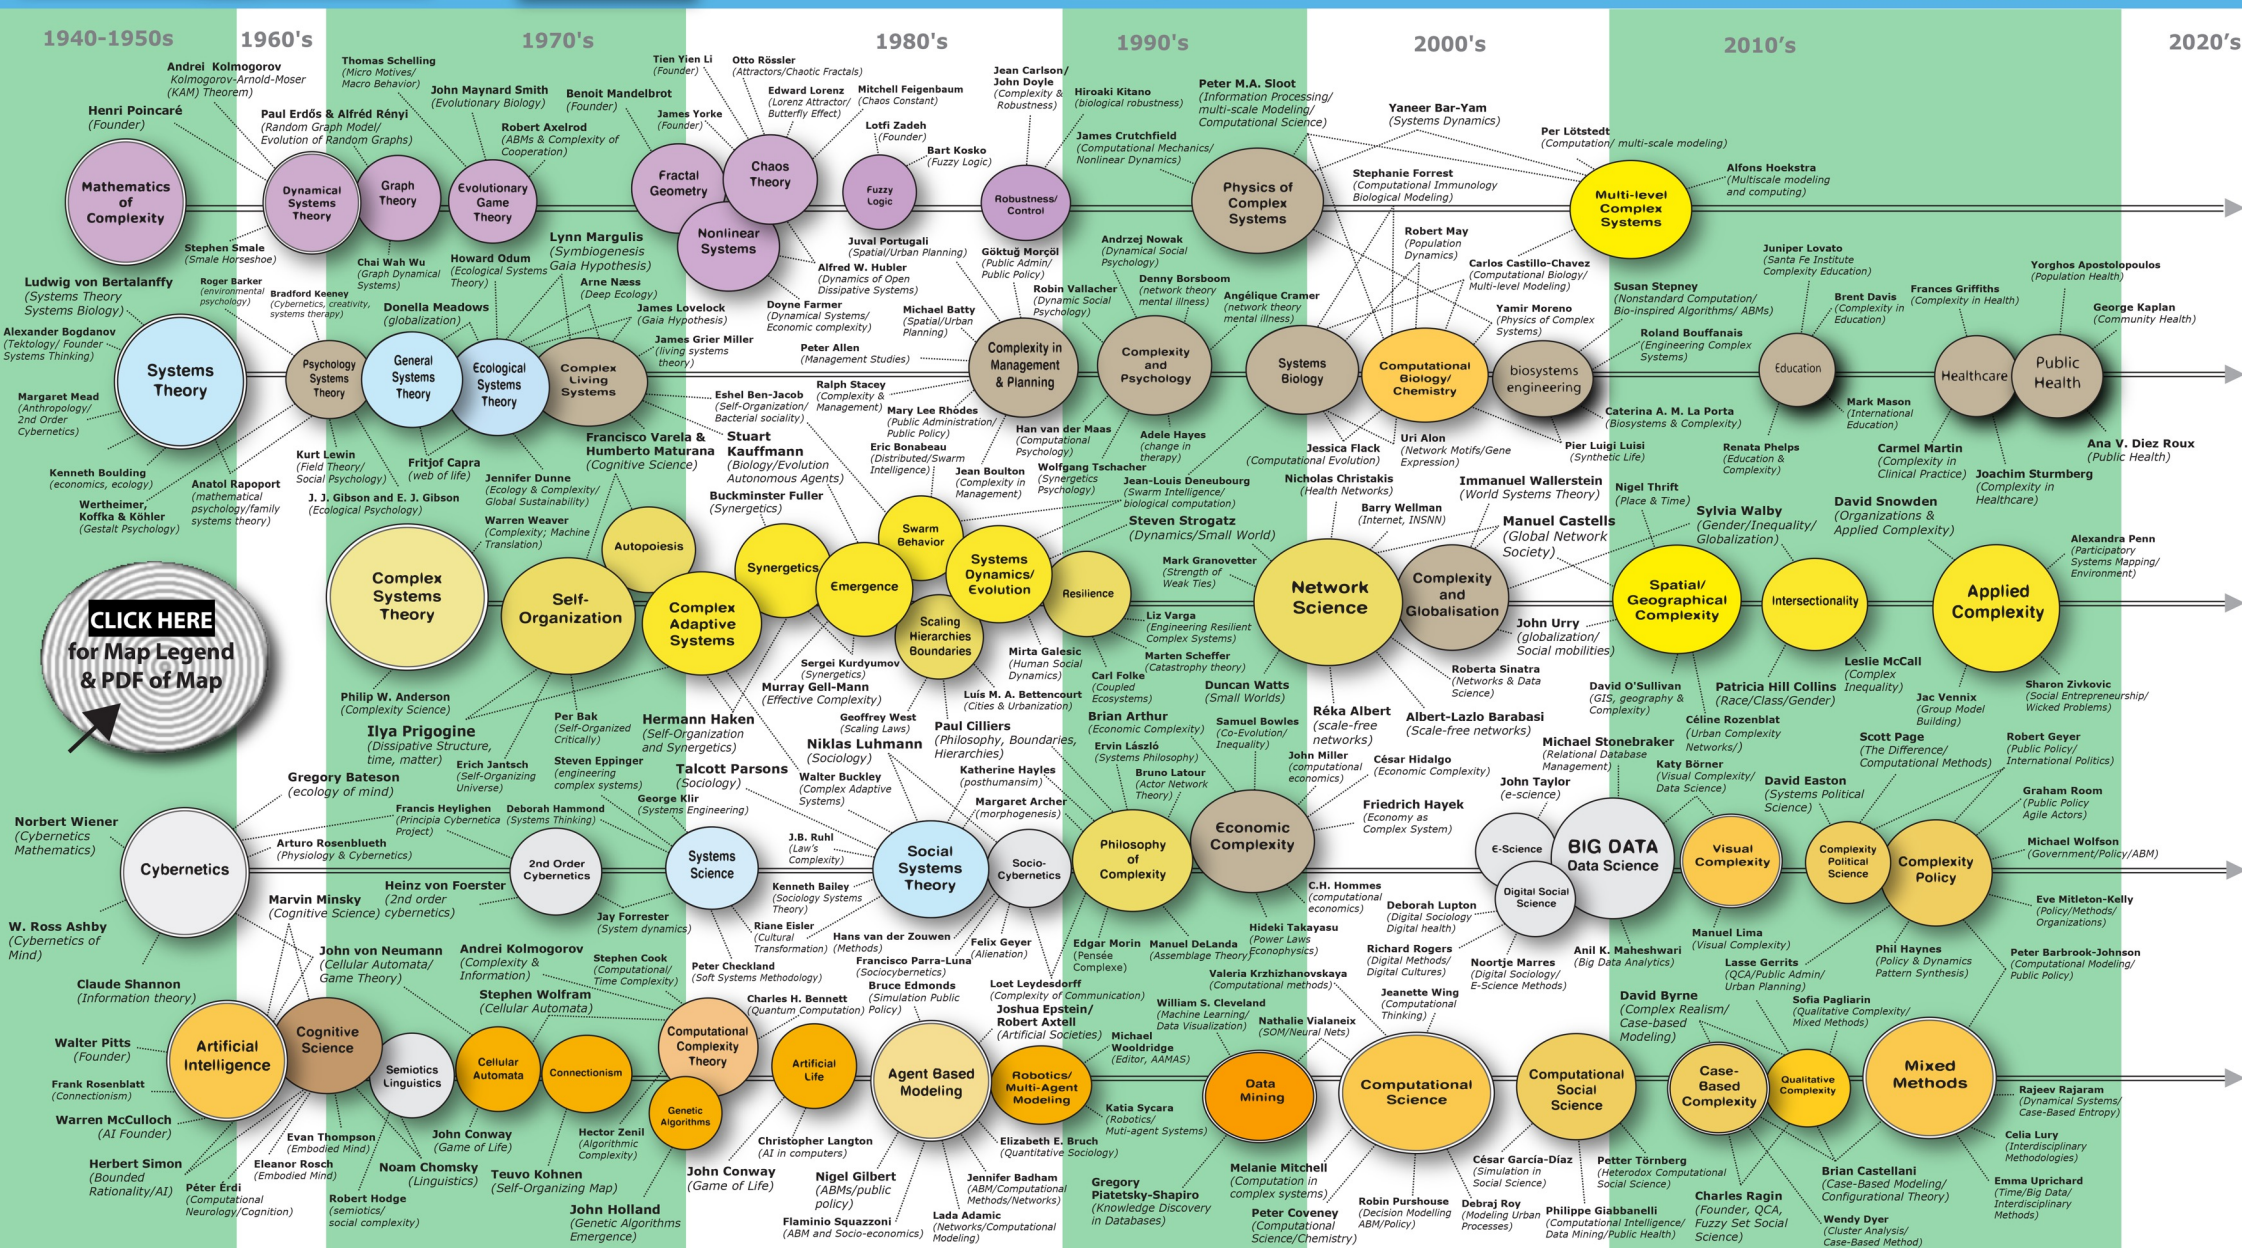 1940-1950s
1960's
1970's
1980's
1990's
2000's
2010's
2020's
Andrei Kolmogorov
Kolmogorov-Arnold-Moser
(KAM) Theorem)
Henri Poincaré
(Founder)
Paul Erdős & Alfréd Rényi
(Random Graph Model/
Evolution of Random Graphs)
Thomas Schelling
(Micro Motives/
Macro Behavior)
John Maynard Smith
(Evolutionary Biology)
Robert Axelrod
(ABMs & Complexity of
Cooperation)
Benoit Mandelbrot
(Founder)
Tien Yien Li
(Founder)
James Yorke
(Founder)
Otto Rössler
(Attractors/Chaotic Fractals)
Edward Lorenz
(Lorenz Attractor/
Butterfly Effect)
Mitchell Feigenbaum
(Chaos Constant)
Lotfi Zadeh
(Founder)
Bart Kosko
(Fuzzy Logic)
Jean Carlson/
John Doyle
(Complexity &
Robustness)
Hiroaki Kitano
(biological robustness)
James Crutchfield
(Computational Mechanics/
Nonlinear Dynamics)
Peter M.A. Sloot
(Information Processing/
multi-scale Modeling/
Computational Science)
Yaneer Bar-Yam
(Systems Dynamics)
Stephanie Forrest
(Computational Immunology
Biological Modeling)
Per Lötstedt
(Computation/ multi-scale modeling)
Alfons Hoekstra
(Multiscale modeling
and computing)
Mathematics
of
Complexity
Dynamical
Systems
Theory
Graph
Theory
Evolutionary
Game
Theory
Fractal
Geometry
Chaos
Theory
Nonlinear
Systems
Fuzzy
Logic
Robustness/
Control
Physics of
Complex
Systems
Multi-level
Complex
Systems
Stephen Smale
(Smale Horseshoe)
Chai Wah Wu
(Graph Dynamical
Systems)
Howard Odum
(Ecological Systems
Theory)
Lynn Margulis
(Symbiogenesis
Gaia Hypothesis)
Arne Næss
(Deep Ecology)
James Lovelock
(Gaia Hypothesis)
James Grier Miller
(living systems
theory)
Ludwig von Bertalanffy
(Systems Theory
Systems Biology)
Alexander Bogdanov
(Tektology/ Founder
Systems Thinking)
Margaret Mead
(Anthropology/
2nd Order
Cybernetics)
Kenneth Boulding
(economics, ecology)
Wertheimer,
Koffka & Köhler
(Gestalt Psychology)
Anatol Rapoport
(mathematical
psychology/family
systems theory)
Roger Barker
(environmental
psychology)
Bradford Keeney
(Cybernetics, creativity,
systems therapy)
Donella Meadows
(globalization)
Doyne Farmer
(Dynamical Systems/
Economic complexity)
Alfred W. Hubler
(Dynamics of Open
Dissipative Systems)
Juval Portugali
(Spatial/Urban Planning)
Göktuğ Morçöl
(Public Admin/
Public Policy)
Michael Batty
(Spatial/Urban
Planning)
Peter Allen
(Management Studies)
Ralph Stacey
(Complexity &
Management)
Mary Lee Rhodes
(Public Administration/
Public Policy)
Andrzej Nowak
(Dynamical Social
Psychology)
Robin Vallacher
(Dynamic Social
Psychology)
Denny Borsboom
(network theory
mental illness)
Angélique Cramer
(network theory
mental illness)
Robert May
(Population
Dynamics)
Carlos Castillo-Chavez
(Computational Biology/
Multi-level Modeling)
Yamir Moreno
(Physics of Complex
Systems)
Susan Stepney
(Nonstandard Computation/
Bio-inspired Algorithms/ ABMs)
Roland Bouffanais
(Engineering Complex
Systems)
Juniper Lovato
(Santa Fe Institute
Complexity Education)
Brent Davis
(Complexity in
Education)
Frances Griffiths
(Complexity in Health)
Yorghos Apostolopoulos
(Population Health)
George Kaplan
(Community Health)
Systems
Theory
Psychology
Systems
Theory
General
Systems
Theory
Ecological
Systems
Theory
Complex
Living
Systems
Complexity in
Management
& Planning
Complexity
and
Psychology
Systems
Biology
Computational
Biology/
Chemistry
biosystems
engineering
Education
Healthcare
Public
Health
Kurt Lewin
(Field Theory/
Social Psychology)
J. J. Gibson and E. J. Gibson
(Ecological Psychology)
Fritjof Capra
(web of life)
Jennifer Dunne
(Ecology & Complexity/
Global Sustainability)
Warren Weaver
(Complexity; Machine
Translation)
Francisco Varela &
Humberto Maturana
(Cognitive Science)
Eshel Ben-Jacob
(Self-Organization/
Bacterial sociality)
Stuart
Kauffmann
(Biology/Evolution
Autonomous Agents)
Buckminster Fuller
(Synergetics)
Eric Bonabeau
(Distributed/Swarm
Intelligence)
Jean Boulton
(Complexity in
Management)
Han van der Maas
(Computational
Psychology)
Wolfgang Tschacher
(Synergetics
Psychology)
Adele Hayes
(change in
therapy)
Jean-Louis Deneubourg
(Swarm Intelligence/
biological computation)
Steven Strogatz
(Dynamics/Small World)
Mark Granovetter
(Strength of
Weak Ties)
Jessica Flack
(Computational Evolution)
Nicholas Christakis
(Health Networks)
Barry Wellman
(Internet, INSNN)
Uri Alon
(Network Motifs/Gene
Expression)
Immanuel Wallerstein
(World Systems Theory)
Manuel Castells
(Global Network
Society)
Pier Luigi Luisi
(Synthetic Life)
Caterina A. M. La Porta
(Biosystems & Complexity)
Nigel Thrift
(Place & Time)
Sylvia Walby
(Gender/Inequality/
Globalization)
Renata Phelps
(Education &
Complexity)
Mark Mason
(International
Education)
Carmel Martin
(Complexity in
Clinical Practice)
Joachim Sturmberg
(Complexity in
Healthcare)
Ana V. Diez Roux
(Public Health)
David Snowden
(Organizations &
Applied Complexity)
Alexandra Penn
(Participatory
Systems Mapping/
Environment)
Complex
Systems
Theory
Self-
Organization
Autopoiesis
Complex
Adaptive
Systems
Synergetics
Emergence
Swarm
Behavior
Scaling
Hierarchies
Boundaries
Systems
Dynamics/
Evolution
Resilience
Network
Science
Complexity
and
Globalisation
Spatial/
Geographical
Complexity
Intersectionality
Applied
Complexity
CLICK HERE
for Map Legend
& PDF of Map
Philip W. Anderson
(Complexity Science)
Ilya Prigogine
(Dissipative Structure,
time, matter)
Erich Jantsch
(Self-Organizing
Universe)
Per Bak
(Self-Organized
Critically)
Steven Eppinger
(engineering
complex systems)
Hermann Haken
(Self-Organization
and Synergetics)
Talcott Parsons
(Sociology)
George Klir
(Systems Engineering)
Sergei Kurdyumov
(Synergetics)
Murray Gell-Mann
(Effective Complexity)
Geoffrey West
(Scaling Laws)
Niklas Luhmann
(Sociology)
Walter Buckley
(Complex Adaptive
Systems)
Luís M. A. Bettencourt
(Cities & Urbanization)
Paul Cilliers
(Philosophy, Boundaries,
Hierarchies)
Mirta Galesic
(Human Social
Dynamics)
Liz Varga
(Engineering Resilient
Complex Systems)
Marten Scheffer
(Catastrophy theory)
Carl Folke
(Coupled
Ecosystems)
Brian Arthur
(Economic Complexity)
Ervin László
(Systems Philosophy)
Bruno Latour
(Actor Network
Theory)
Duncan Watts
(Small Worlds)
Samuel Bowles
(Co-Evolution/
Inequality)
John Miller
(computational
economics)
Réka Albert
(scale-free
networks)
Albert-Lazlo Barabasi
(Scale-free networks)
Roberta Sinatra
(Networks & Data
Science)
John Urry
(globalization/
Social mobilities)
César Hidalgo
(Economic Complexity)
Friedrich Hayek
(Economy as
Complex System)
David O'Sullivan
(GIS, geography &
Complexity)
Céline Rozenblat
(Urban Complexity
Networks/)
Patricia Hill Collins
(Race/Class/Gender)
Leslie McCall
(Complex
Inequality)
Jac Vennix
(Group Model
Building)
Sharon Zivkovic
(Social Entrepreneurship/
Wicked Problems)
Michael Stonebraker
(Relational Database
Management)
John Taylor
(e-science)
Katy Börner
(Visual Complexity/
Data Science)
David Easton
(Systems Political
Science)
Scott Page
(The Difference/
Computational Methods)
Robert Geyer
(Public Policy/
International Politics)
Graham Room
(Public Policy
Agile Actors)
Michael Wolfson
(Government/Policy/ABM)
Gregory Bateson
(ecology of mind)
Norbert Wiener
(Cybernetics
Mathematics)
Arturo Rosenblueth
(Physiology & Cybernetics)
Francis Heylighen
(Principia Cybernetica
Project)
Deborah Hammond
(Systems Thinking)
J.B. Ruhl
(Law's
Complexity)
Katherine Hayles
(posthumansim)
Margaret Archer
(morphogenesis)
Cybernetics
2nd Order
Cybernetics
Systems
Science
Social
Systems
Theory
Socio-
Cybernetics
Philosophy
of
Complexity
Economic
Complexity
E-Science
Digital Social
Science
BIG DATA
Data Science
Visual
Complexity
Complexity
Political
Science
Complexity
Policy
W. Ross Ashby
(Cybernetics of
Mind)
Claude Shannon
(Information theory)
Marvin Minsky
(Cognitive Science)
Heinz von Foerster
(2nd order
cybernetics)
Jay Forrester
(System dynamics)
John von Neumann
(Cellular Automata/
Game Theory)
Andrei Kolmogorov
(Complexity &
Information)
Stephen Cook
(Computational/
Time Complexity)
Stephen Wolfram
(Cellular Automata)
Peter Checkland
(Soft Systems Methodology)
Riane Eisler
(Cultural
Transformation)
Kenneth Bailey
(Sociology Systems
Theory)
Hans van der Zouwen
(Methods)
Francisco Parra-Luna
(Sociocybernetics)
Felix Geyer
(Alienation)
Bruce Edmonds
(Simulation Public
Policy)
Charles H. Bennett
(Quantum Computation)
Loet Leydesdorff
(Complexity of Communication)
Joshua Epstein/
Robert Axtell
(Artificial Societies)
Edgar Morin
(Pensée
Complexe)
Manuel DeLanda
(Assemblage Theory)
Hideki Takayasu
(Power Laws
Econophysics)
C.H. Hommes
(computational
economics)
Valeria Krzhizhanovskaya
(Computational methods)
William S. Cleveland
(Machine Learning/
Data Visualization)
Nathalie Vialaneix
(SOM/Neural Nets)
Michael
Wooldridge
(Editor, AAMAS)
Deborah Lupton
(Digital Sociology
Digital health)
Richard Rogers
(Digital Methods/
Digital Cultures)
Noortje Marres
(Digital Sociology/
E-Science Methods)
Jeanette Wing
(Computational
Thinking)
Anil K. Maheshwari
(Big Data Analytics)
Manuel Lima
(Visual Complexity)
Lasse Gerrits
(QCA/Public Admin/
Urban Planning)
David Byrne
(Complex Realism/
Case-based
Modeling)
Sofia Pagliarin
(Qualitative Complexity/
Mixed Methods)
Phil Haynes
(Policy & Dynamics
Pattern Synthesis)
Eve Mitleton-Kelly
(Policy/Methods/
Organizations)
Peter Barbrook-Johnson
(Computational Modeling/
Public Policy)
Artificial
Intelligence
Cognitive
Science
Semiotics
Linguistics
Cellular
Automata
Connectionism
Computational
Complexity
Theory
Genetic
Algorithms
Artificial
Life
Agent Based
Modeling
Robotics/
Multi-Agent
Modeling
Data
Mining
Computational
Science
Computational
Social
Science
Case-
Based
Complexity
Qualitative
Complexity
Mixed
Methods
Walter Pitts
(Founder)
Frank Rosenblatt
(Connectionism)
Warren McCulloch
(AI Founder)
Herbert Simon
(Bounded
Rationality/AI)
Péter Érdi
(Computational
Neurology/Cognition)
Eleanor Rosch
(Embodied Mind)
Evan Thompson
(Embodied Mind)
Robert Hodge
(semiotics/
social complexity)
Noam Chomsky
(Linguistics)
John Conway
(Game of Life)
Teuvo Kohnen
(Self-Organizing Map)
Hector Zenil
(Algorithmic
Complexity)
John Holland
(Genetic Algorithms
Emergence)
John Conway
(Game of Life)
Christopher Langton
(AI in computers)
Nigel Gilbert
(ABMs/public
policy)
Flaminio Squazzoni
(ABM and Socio-economics)
Lada Adamic
(Networks/Computational
Modeling)
Jennifer Badham
(ABM/Computational
Methods/Networks)
Elizabeth E. Bruch
(Quantitative Sociology)
Katia Sycara
(Robotics/
Muti-agent Systems)
Gregory
Piatetsky-Shapiro
(Knowledge Discovery
in Databases)
Melanie Mitchell
(Computation in
complex systems)
Peter Coveney
(Computational
Science/Chemistry)
Robin Purshouse
(Decision Modelling
ABM/Policy)
Debraj Roy
(Modeling Urban
Processes)
César García-Díaz
(Simulation in
Social Science)
Philippe Giabbanelli
(Computational Intelligence/
Data Mining/Public Health)
Petter Törnberg
(Heterodox Computational
Social Science)
Charles Ragin
(Founder, QCA,
Fuzzy Set Social
Science)
Brian Castellani
(Case-Based Modeling/
Configurational Theory)
Wendy Dyer
(Cluster Analysis/
Case-Based Method)
Rajeev Rajaram
(Dynamical Systems/
Case-Based Entropy)
Celia Lury
(Interdisciplinary
Methodologies)
Emma Uprichard
(Time/Big Data/
Interdisciplinary
Methods)